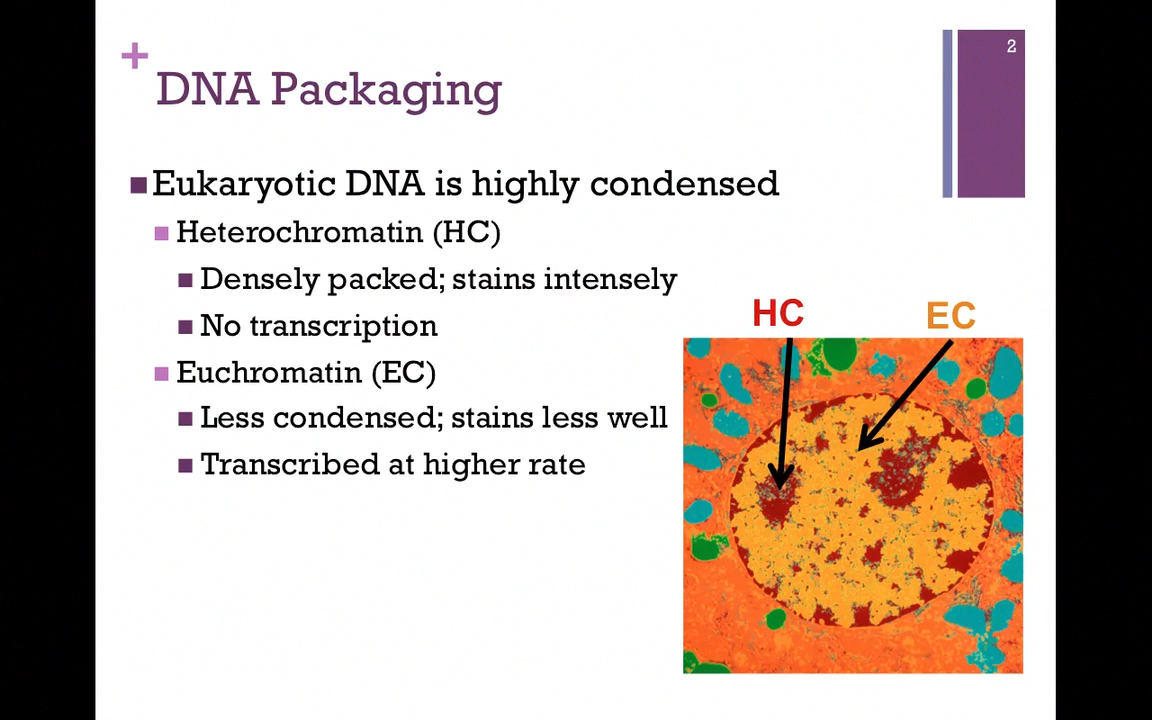 2
+
DNA Packaging
Eukaryotic DNA is highly condensed
Heterochromatin (HC)
Densely packed; stains intensely
No transcription
Euchromatin (EC)
Less condensed; stains less well
Transcribed at higher rate
HC
EC